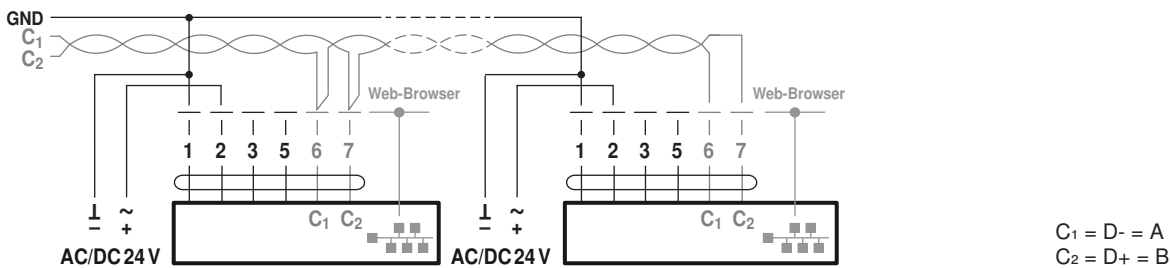 GND
C₁
C₂
Web-Browser Web-Browser
1 2 3 5 6 7 1 2 3 5 6 7
⊥ ~ C₁ C₂ ⊥ ~ C₁ C₂
– + – +
AC/DC 24 V AC/DC 24 V
C₁ = D- = A
C₂ = D+ = B